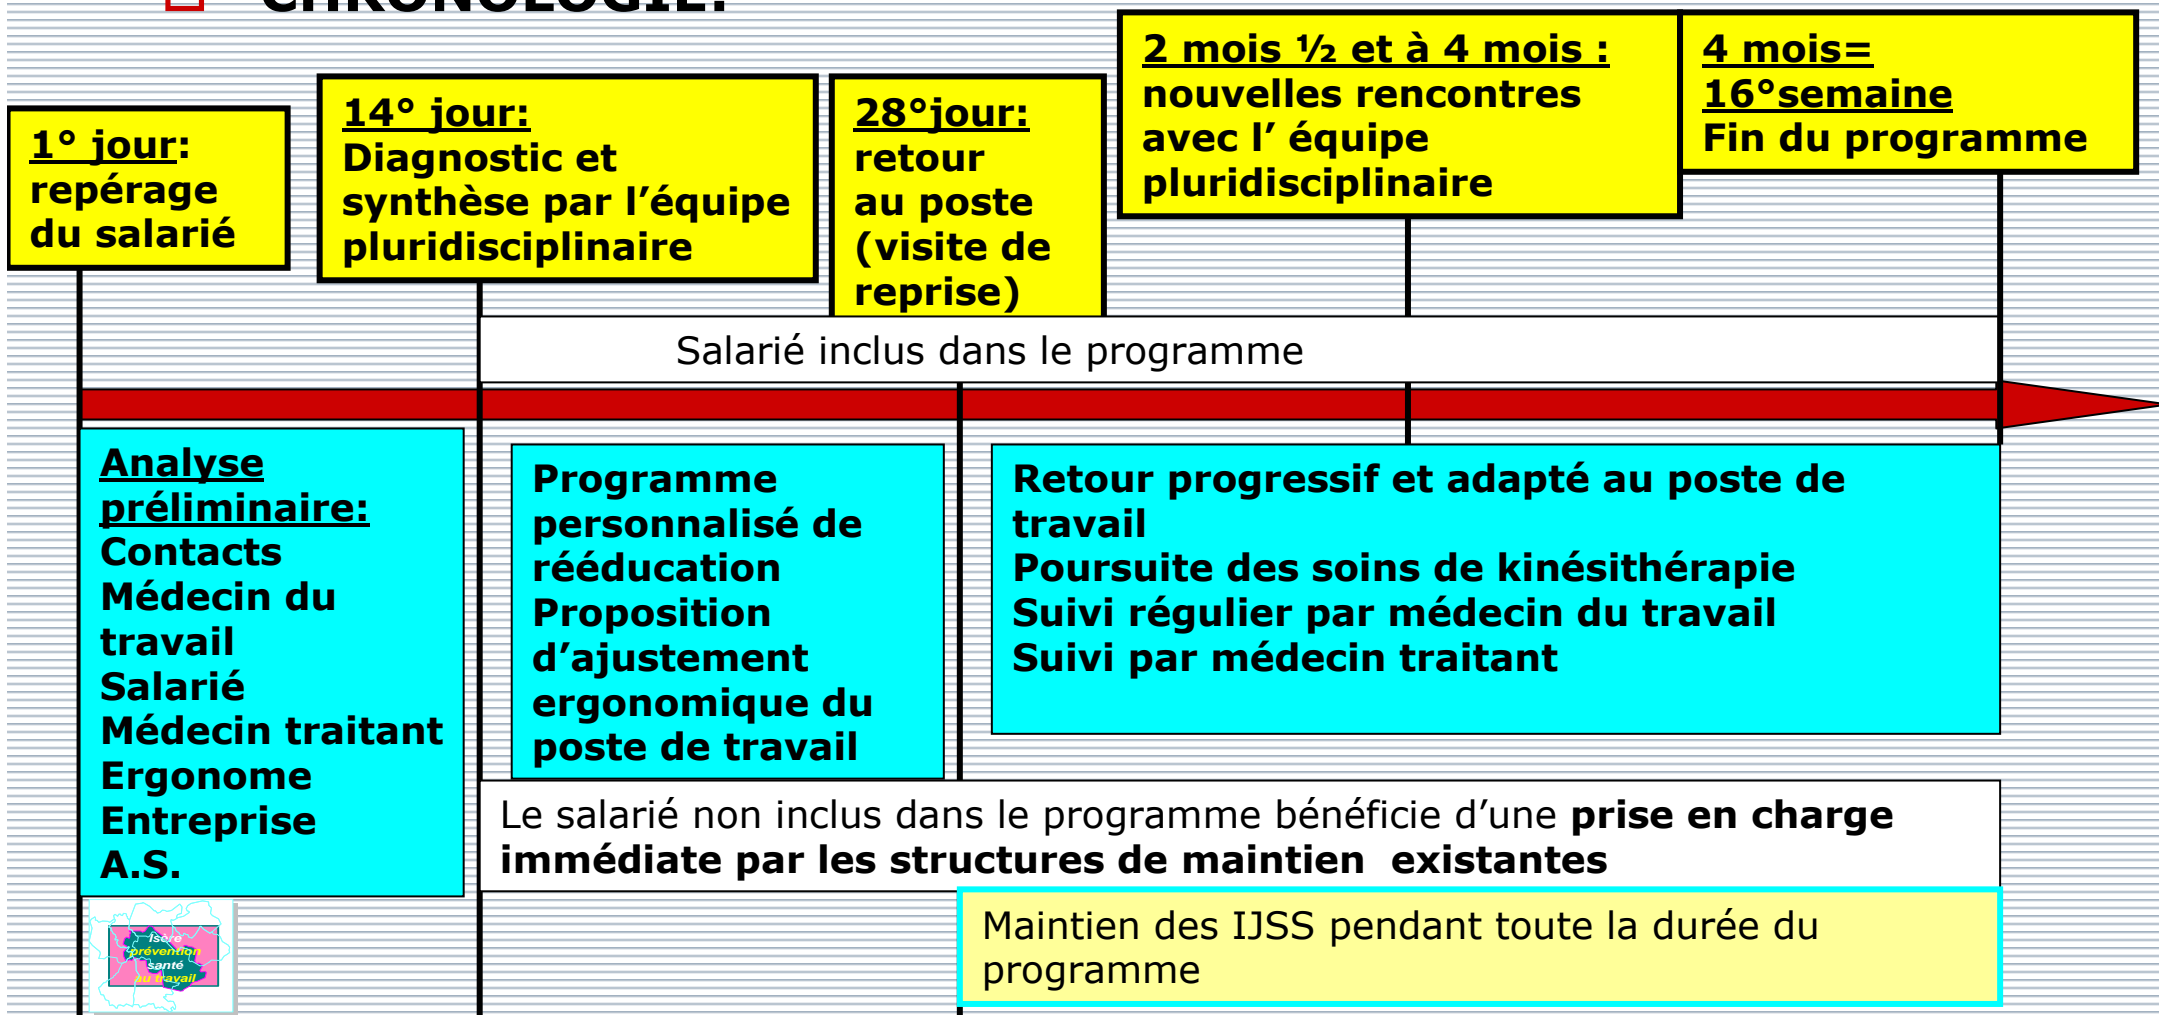 CHRONOLOGIE:
1° jour:
repérage
du salarié
14° jour:
Diagnostic et
synthèse par l’équipe
pluridisciplinaire
28°jour:
retour
au poste
(visite de
reprise)
2 mois ½ et à 4 mois :
nouvelles rencontres
avec l’ équipe
pluridisciplinaire
4 mois=
16°semaine
Fin du programme
Salarié inclus dans le programme
Analyse
préliminaire:
Contacts
Médecin du
travail
Salarié
Médecin traitant
Ergonome
Entreprise
A.S.
Programme
personnalisé de
rééducation
Proposition
d’ajustement
ergonomique du
poste de travail
Retour progressif et adapté au poste de
travail
Poursuite des soins de kinésithérapie
Suivi régulier par médecin du travail
Suivi par médecin traitant
Le salarié non inclus dans le programme bénéficie d’une prise en charge
immédiate par les structures de maintien existantes
Maintien des IJSS pendant toute la durée du
programme
Isère
prévention
santé
au travail